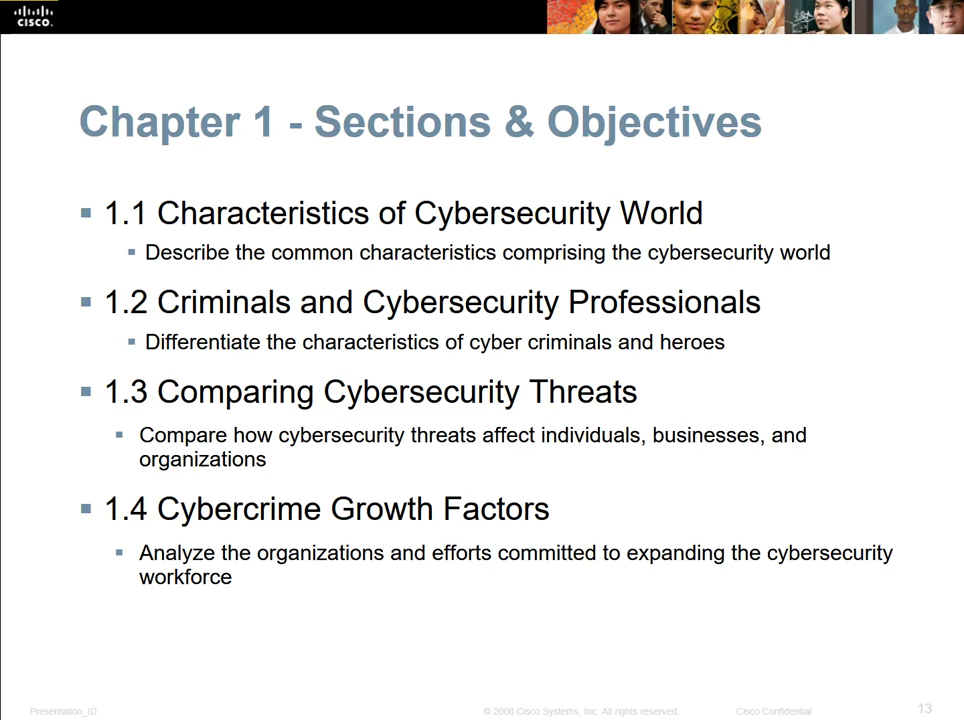 cisco.
Chapter 1 - Sections & Objectives
1.1 Characteristics of Cybersecurity World
Describe the common characteristics comprising the cybersecurity world
1.2 Criminals and Cybersecurity Professionals
Differentiate the characteristics of cyber criminals and heroes
1.3 Comparing Cybersecurity Threats
Compare how cybersecurity threats affect individuals, businesses, and
organizations
1.4 Cybercrime Growth Factors
Analyze the organizations and efforts committed to expanding the cybersecurity
workforce
Presentation_ID © 2008 Cisco Systems, Inc. All rights reserved. Cisco Confidential 13